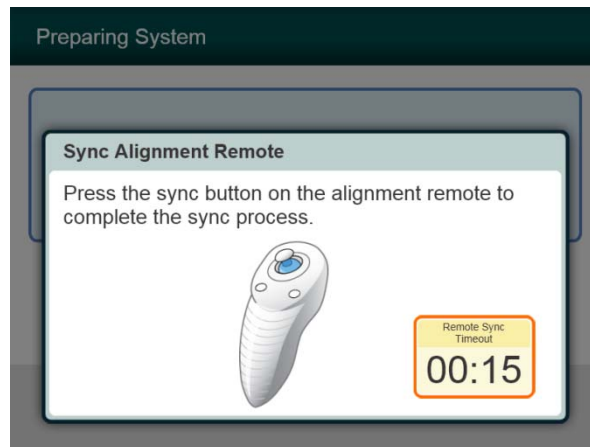 Preparing System
Sync Alignment Remote
Press the sync button on the alignment remote to
complete the sync process.
Remote Sync
Timeout
00:15